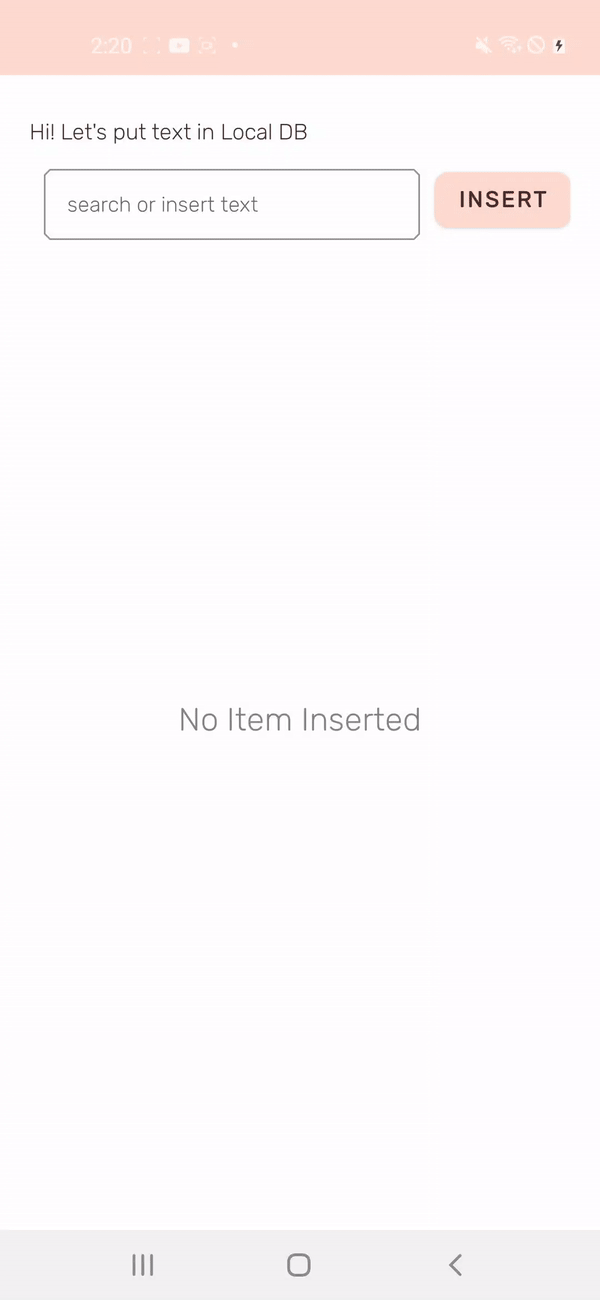 2:20
Hi! Let's put text in Local DB
search or insert text
INSERT
No Item Inserted